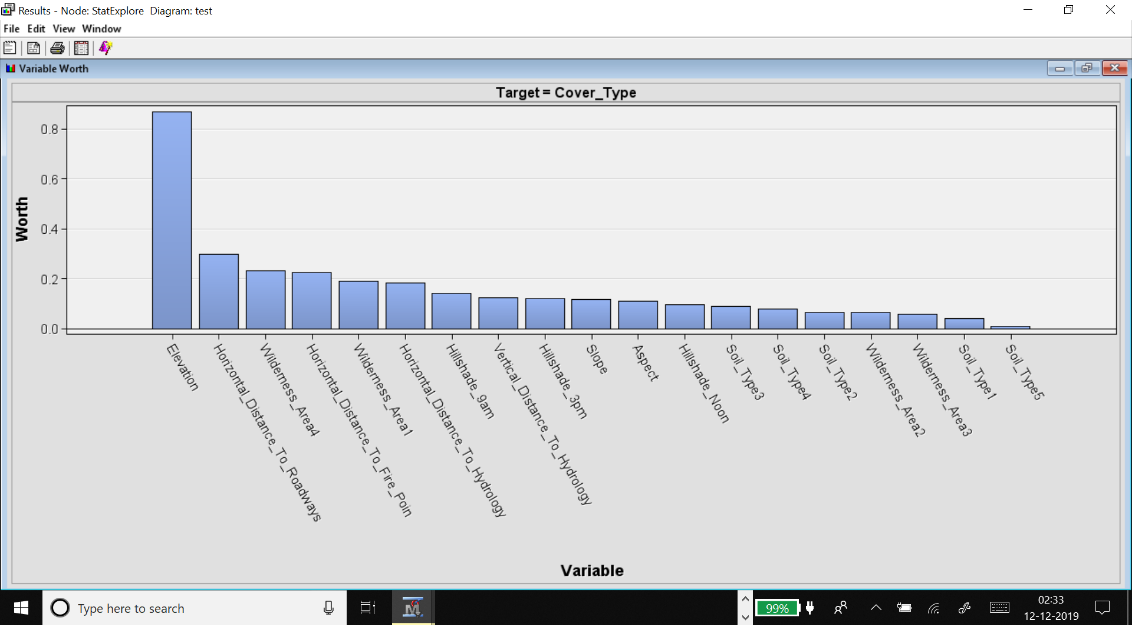 Results - Node: StatExplore Diagram: test
File Edit View Window
Variable Worth
Target = Cover_Type
Worth
0.8
0.6
0.4
0.2
0.0
Elevation
Horizontal_Distance_To_Roadways
Wilderness_Area4
Horizontal_Distance_To_Fire_Poin
Wilderness_Area1
Horizontal_Distance_To_Hydrology
Hillshade_9am
Vertical_Distance_To_Hydrology
Hillshade_3pm
Slope
Aspect
Hillshade_Noon
Soil_Type3
Soil_Type4
Soil_Type2
Wilderness_Area2
Wilderness_Area3
Soil_Type1
Soil_Type5
Variable
Type here to search
99%
02:33
12-12-2019